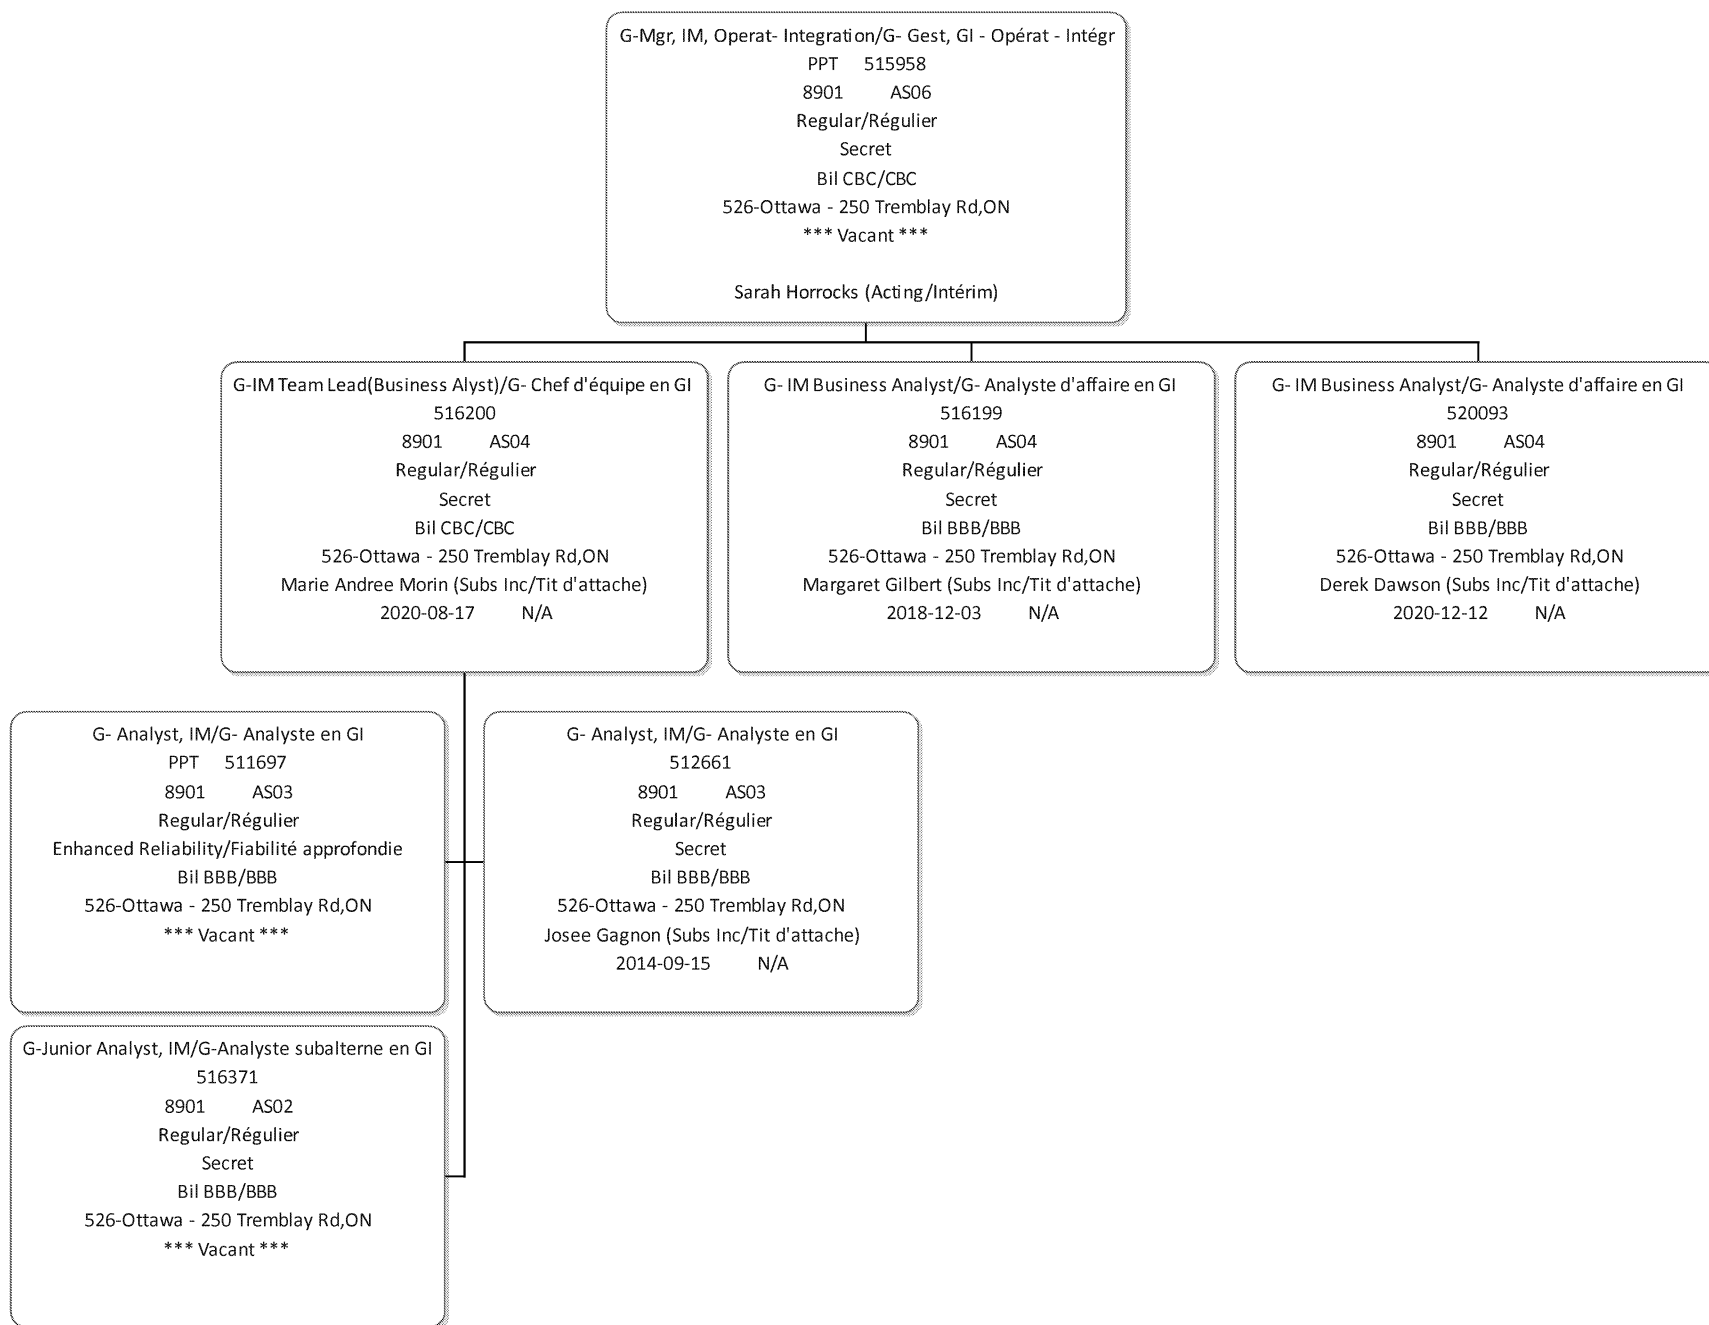 G-Mgr, IM, Operat- Integration/G- Gest, GI - Opérat - Intégr
PPT 515958
8901 AS06
Regular/Régulier
Secret
Bil CBC/CBC
526-Ottawa - 250 Tremblay Rd,ON
*** Vacant ***
Sarah Horrocks (Acting/Intérim)
G-IM Team Lead(Business Alyst)/G- Chef d'équipe en GI
516200
8901 AS04
Regular/Régulier
Secret
Bil CBC/CBC
526-Ottawa - 250 Tremblay Rd,ON
Marie Andree Morin (Subs Inc/Tit d'attache)
2020-08-17 N/A
G- IM Business Analyst/G- Analyste d'affaire en GI
516199
8901 AS04
Regular/Régulier
Secret
Bil BBB/BBB
526-Ottawa - 250 Tremblay Rd,ON
Margaret Gilbert (Subs Inc/Tit d'attache)
2018-12-03 N/A
G- IM Business Analyst/G- Analyste d'affaire en GI
520093
8901 AS04
Regular/Régulier
Secret
Bil BBB/BBB
526-Ottawa - 250 Tremblay Rd,ON
Derek Dawson (Subs Inc/Tit d'attache)
2020-12-12 N/A
G- Analyst, IM/G- Analyste en GI
PPT 511697
8901 AS03
Regular/Régulier
Enhanced Reliability/Fiabilité approfondie
Bil BBB/BBB
526-Ottawa - 250 Tremblay Rd,ON
*** Vacant ***
G- Analyst, IM/G- Analyste en GI
512661
8901 AS03
Regular/Régulier
Secret
Bil BBB/BBB
526-Ottawa - 250 Tremblay Rd,ON
Josee Gagnon (Subs Inc/Tit d'attache)
2014-09-15 N/A
G-Junior Analyst, IM/G-Analyste subalterne en GI
516371
8901 AS02
Regular/Régulier
Secret
Bil BBB/BBB
526-Ottawa - 250 Tremblay Rd,ON
*** Vacant ***